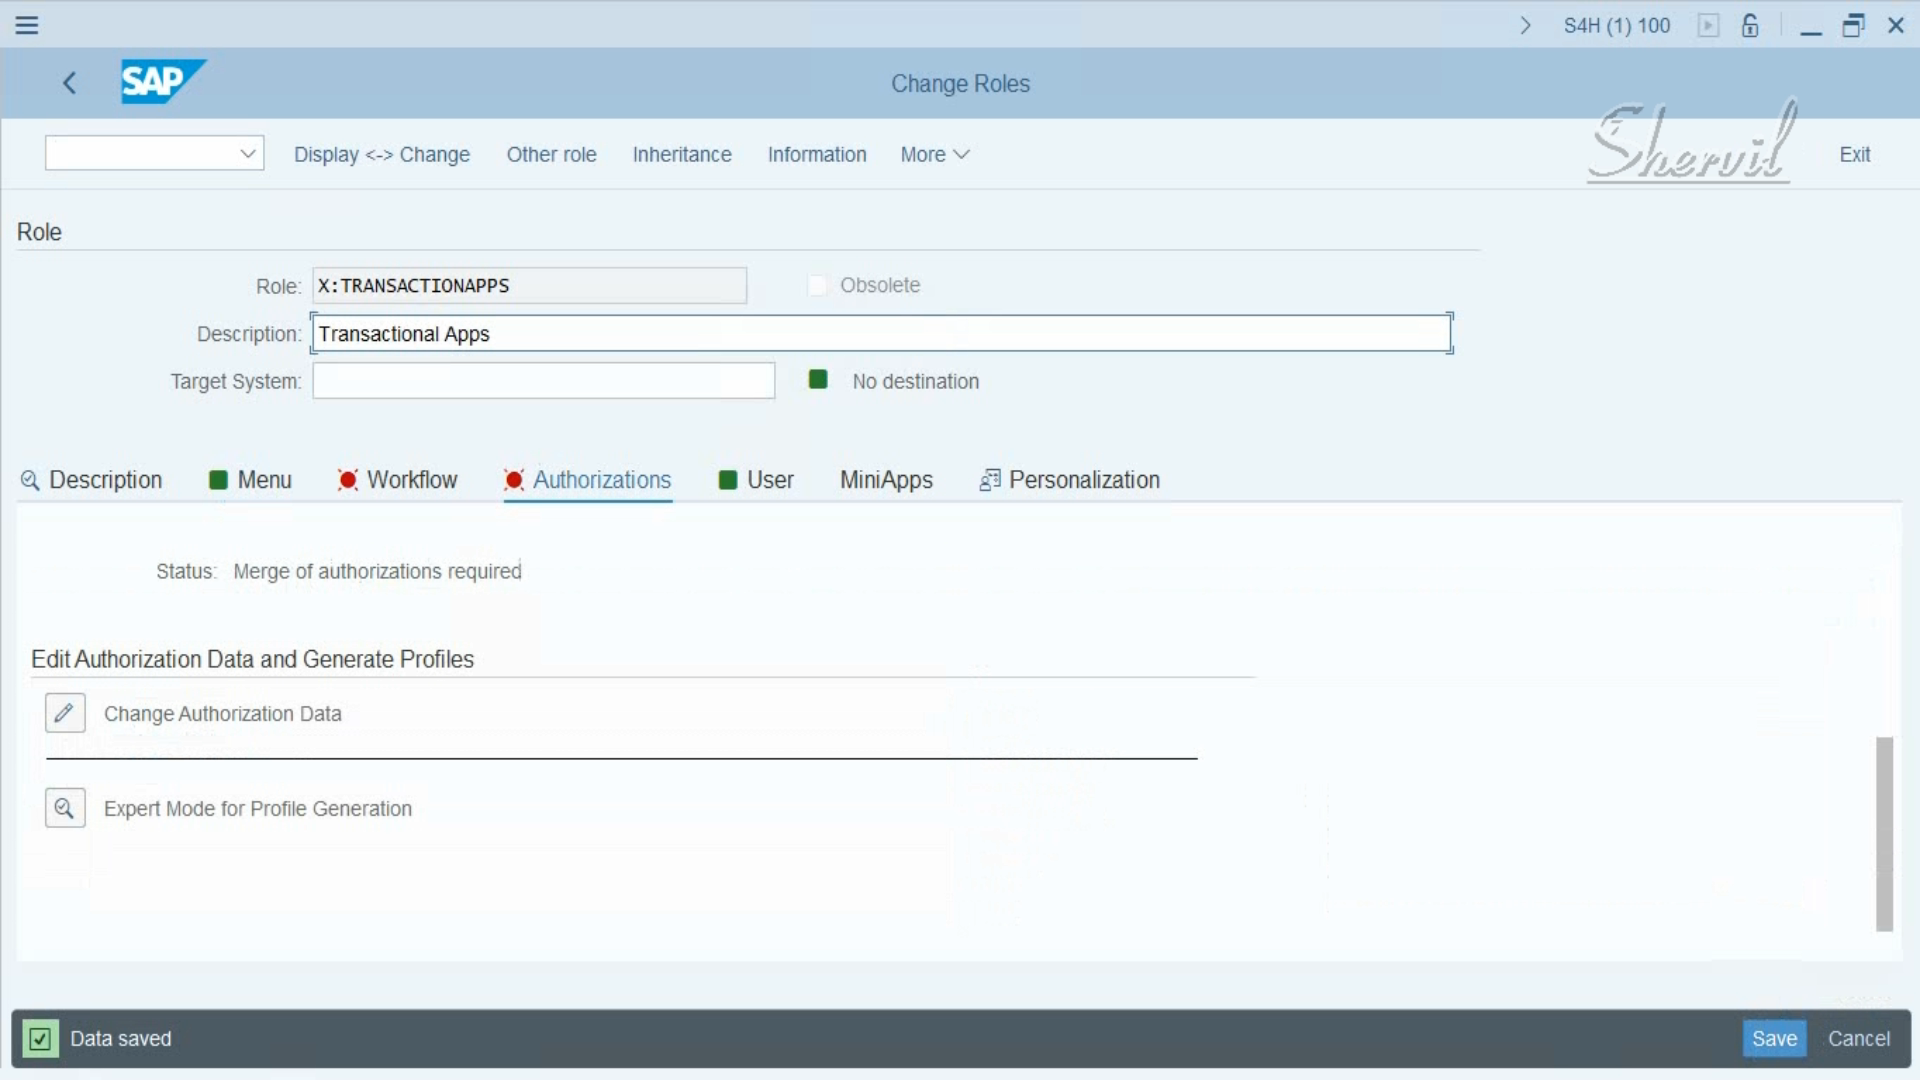 S4H (1) 100
SAP
Change Roles
Shervil
Display <-> Change Other role Inheritance Information More Exit
Role
Role: X:TRANSACTIONAPPS Obsolete
Description: Transactional Apps
Target System: No destination
Description Menu Workflow Authorizations User MiniApps Personalization
Status: Merge of authorizations required
Edit Authorization Data and Generate Profiles
Change Authorization Data
Expert Mode for Profile Generation
Data saved Save Cancel